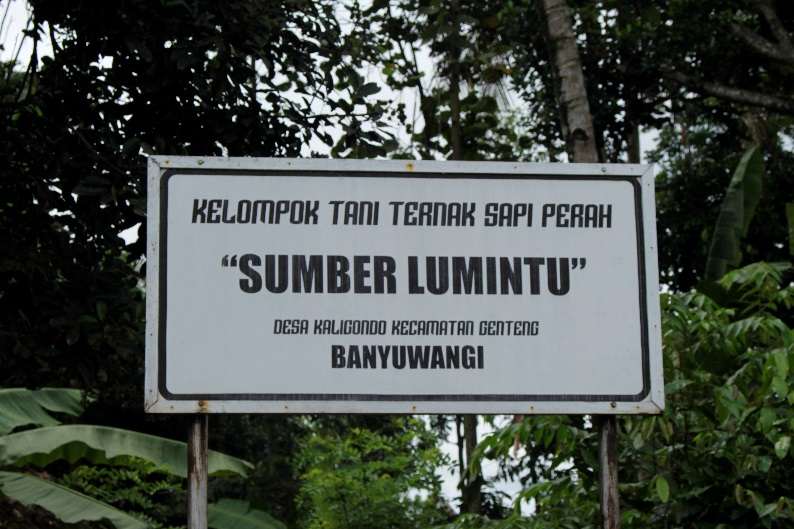 KELOMPOK TANI TERNAK SAPI PERAH
“SUMBER LUMINTU”
DESA KALIGONDO KECAMATAN GENTENG
BANYUWANGI